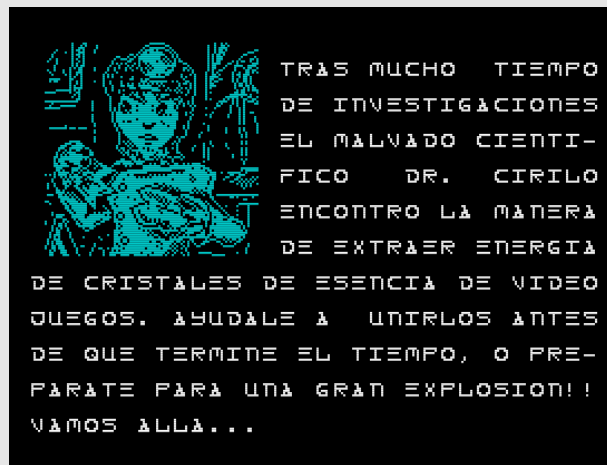 TRAS MUCHO TIEMPO
DE INVESTIGACIONES
EL MALVADO CIENTI-
FICO DR. CIRILO
ENCONTRO LA MANERA
DE EXTRAER ENERGIA
DE CRISTALES DE ESENCIA DE VIDEO
JUEGOS. AYUDALE A UNIRLOS ANTES
DE QUE TERMINE EL TIEMPO, O PRE-
PARATE PARA UNA GRAN EXPLOSION!!
VAMOS ALLA...